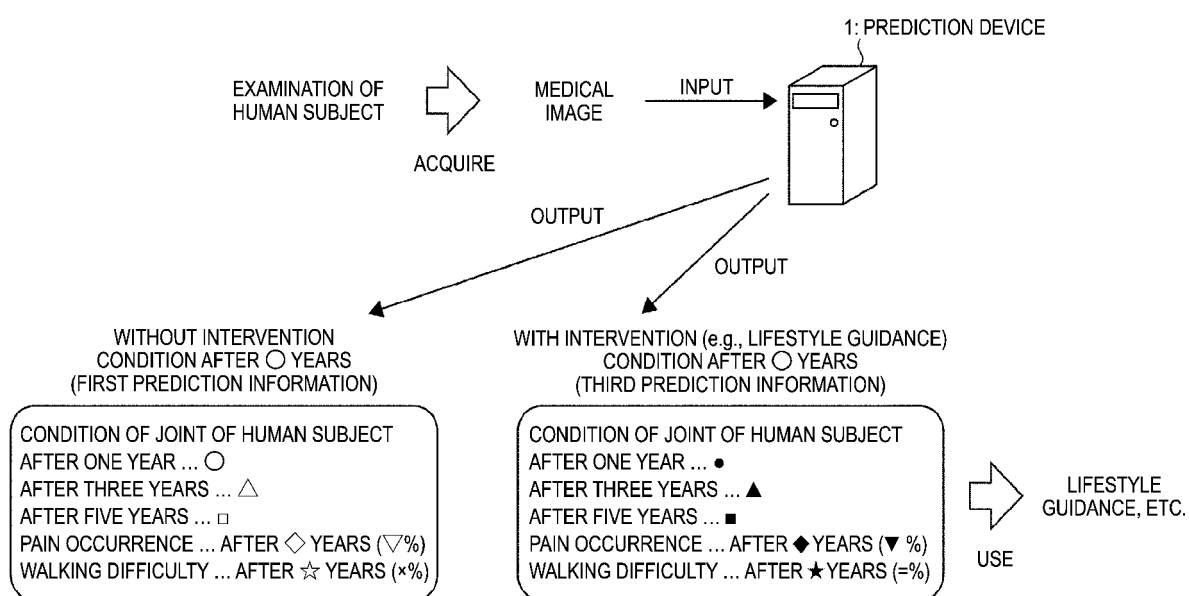 1: PREDICTION DEVICE
EXAMINATION OF
HUMAN SUBJECT
ACQUIRE
MEDICAL
IMAGE
INPUT
OUTPUT
OUTPUT
WITHOUT INTERVENTION
CONDITION AFTER ○ YEARS
(FIRST PREDICTION INFORMATION)
CONDITION OF JOINT OF HUMAN SUBJECT
AFTER ONE YEAR ... ○
AFTER THREE YEARS ... △
AFTER FIVE YEARS ... □
PAIN OCCURRENCE ... AFTER ◇ YEARS (▽%)
WALKING DIFFICULTY ... AFTER ☆ YEARS (×%)
WITH INTERVENTION (e.g., LIFESTYLE GUIDANCE)
CONDITION AFTER ○ YEARS
(THIRD PREDICTION INFORMATION)
CONDITION OF JOINT OF HUMAN SUBJECT
AFTER ONE YEAR ... ●
AFTER THREE YEARS ... ▲
AFTER FIVE YEARS ... ■
PAIN OCCURRENCE ... AFTER ◆ YEARS (▼ %)
WALKING DIFFICULTY ... AFTER ★ YEARS (=%)
USE
LIFESTYLE
GUIDANCE, ETC.